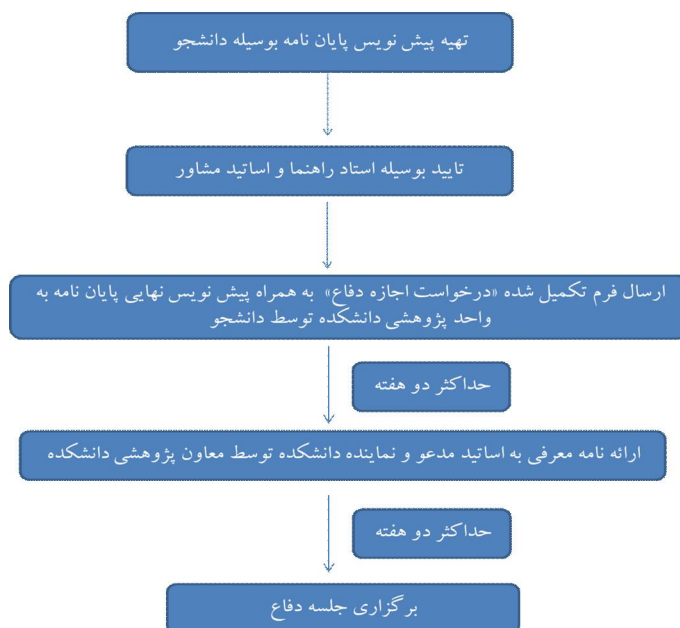 تهیه پیش نویس پایان نامه بوسیله دانشجو
تایید بوسیله استاد راهنما و اساتید مشاور
ارسال فرم تکمیل شده «درخواست اجازه دفاع» به همراه پیش نویس نهایی پایان نامه به
واحد پژوهشی دانشکده توسط دانشجو
حداکثر دو هفته
ارائه نامه معرفی به اساتید مدعو و نماینده دانشکده توسط معاون پژوهشی دانشکده
حداکثر دو هفته
برگزاری جلسه دفاع